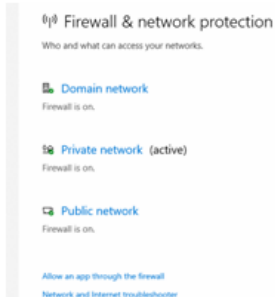 Firewall & network protection
Who and what can access your networks.
Domain network
Firewall is on.
Private network (active)
Firewall is on.
Public network
Firewall is on.
Allow an app through the firewall
Network and Internet troubleshooter